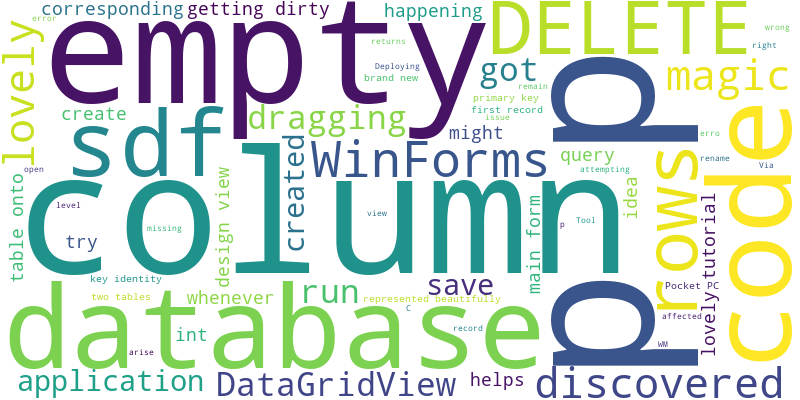 corresponding
getting dirty
happening
DELETE
error
empty
returns
wrong
right
lovely
Deploying
brand new
got
magic
remain
create
sdf
dragging
primary key
first record
issue
might
p
erro
rename
Via
WinForms
created
query
attempting
open
column
design view
table onto
level
try
missing
view
main form
p
Tool
idea
rows
code
key identity
save
run
lovely tutorial
Pocket PC
two tables
whenever
represented beautifully
C
affected
database
int
record
WM
arise
p
application
DataGridView
helps
discovered